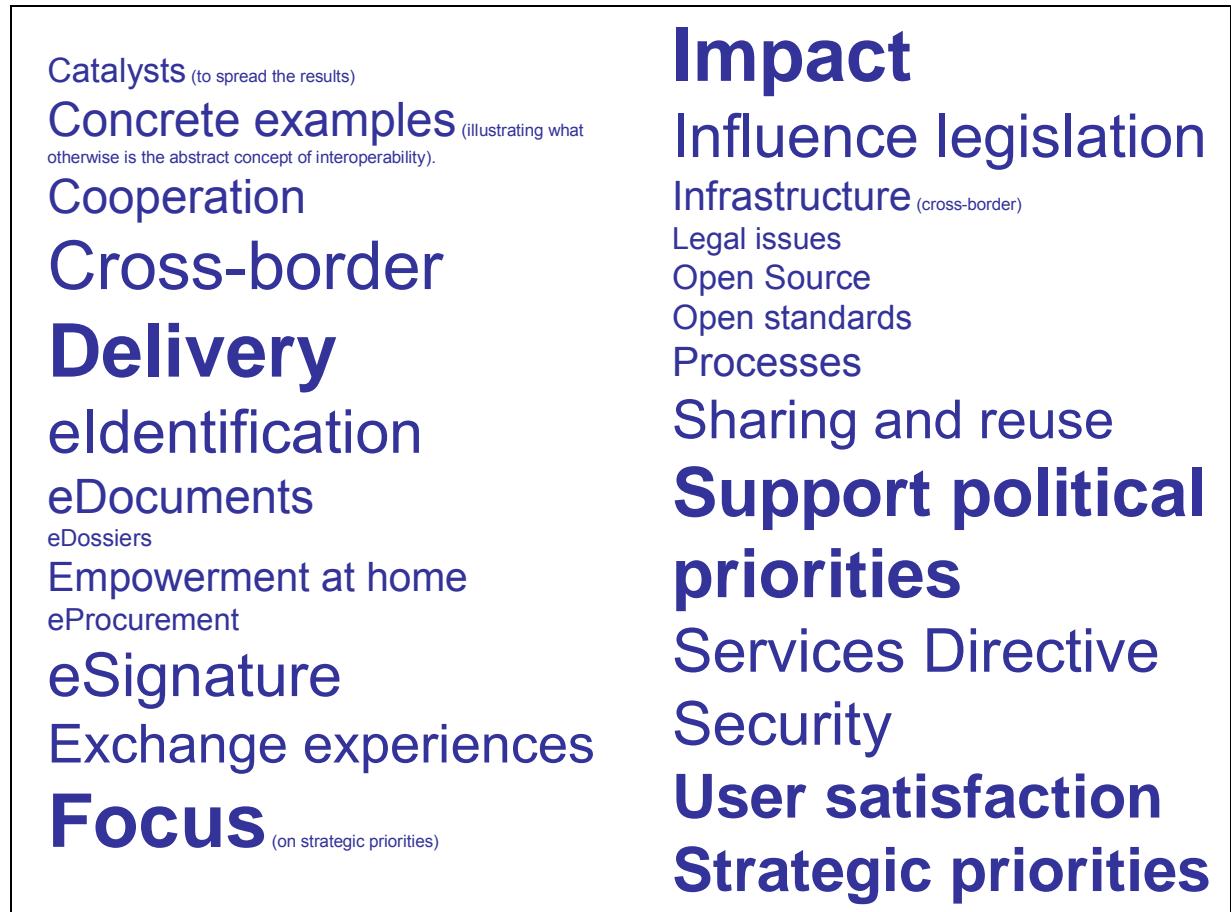 Catalysts (to spread the results)
Concrete examples (illustrating what
otherwise is the abstract concept of interoperability).
Cooperation
Cross-border
Delivery
eIdentification
eDocuments
eDossiers
Empowerment at home
eProcurement
eSignature
Exchange experiences
Focus (on strategic priorities)
Impact
Influence legislation
Infrastructure (cross-border)
Legal issues
Open Source
Open standards
Processes
Sharing and reuse
Support political
priorities
Services Directive
Security
User satisfaction
Strategic priorities